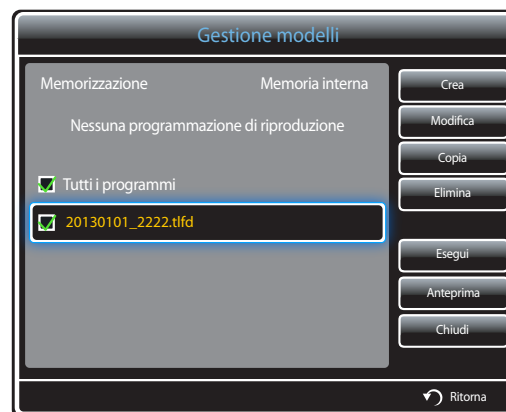 Gestione modelli
Memorizzazione Memoria interna
Nessuna programmazione di riproduzione
Tutti i programmi
20130101_2222.tlfd
Crea
Modifica
Copia
Elimina
Esegui
Anteprima
Chiudi
Ritorna